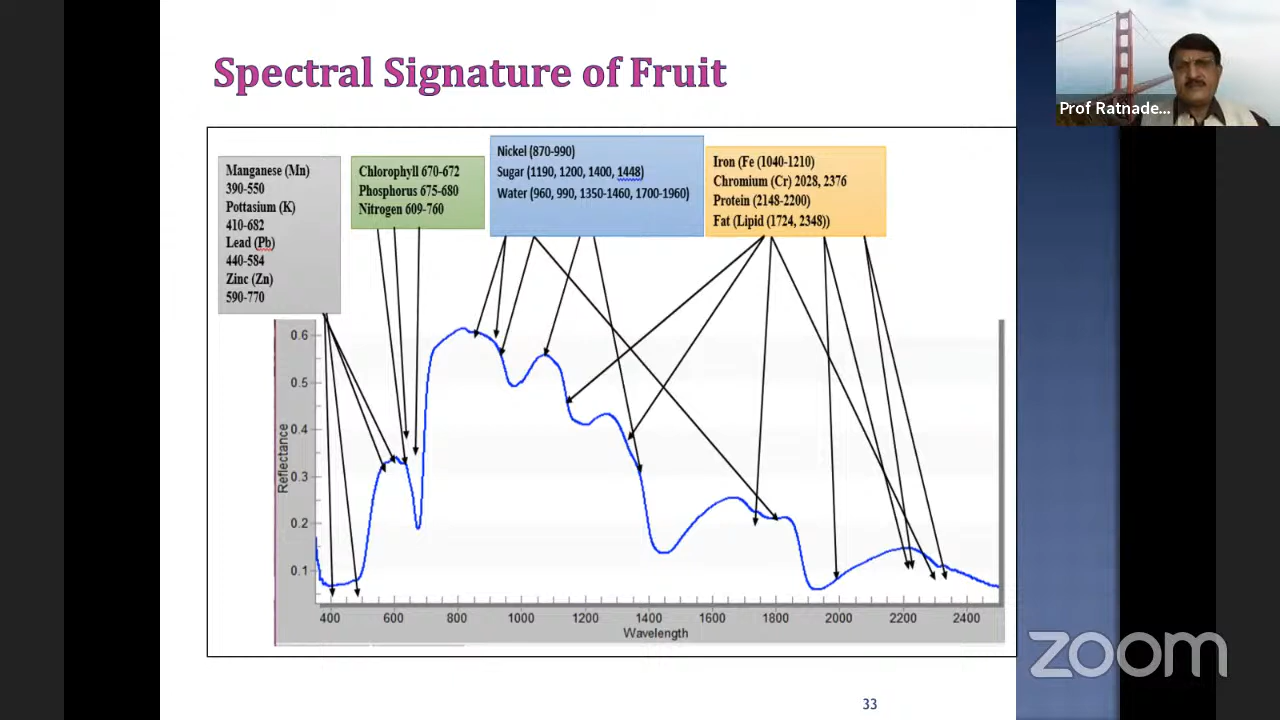 Spectral Signature of Fruit
Prof Ratnade...
Manganese (Mn)
390-550
Pottasium (K)
410-682
Lead (Pb)
440-584
Zinc (Zn)
590-770
Chlorophyll 670-672
Phosphorus 675-680
Nitrogen 609-760
Nickel (870-990)
Sugar (1190, 1200, 1400, 1448)
Water (960, 990, 1350-1460, 1700-1960)
Iron (Fe (1040-1210)
Chromium (Cr) 2028, 2376
Protein (2148-2200)
Fat (Lipid (1724, 2348))
Reflectance
0.6
0.5
0.4
0.3
0.2
0.1
400 600 800 1000 1200 1400 1600 1800 2000 2200 2400
Wavelength
zoom
33